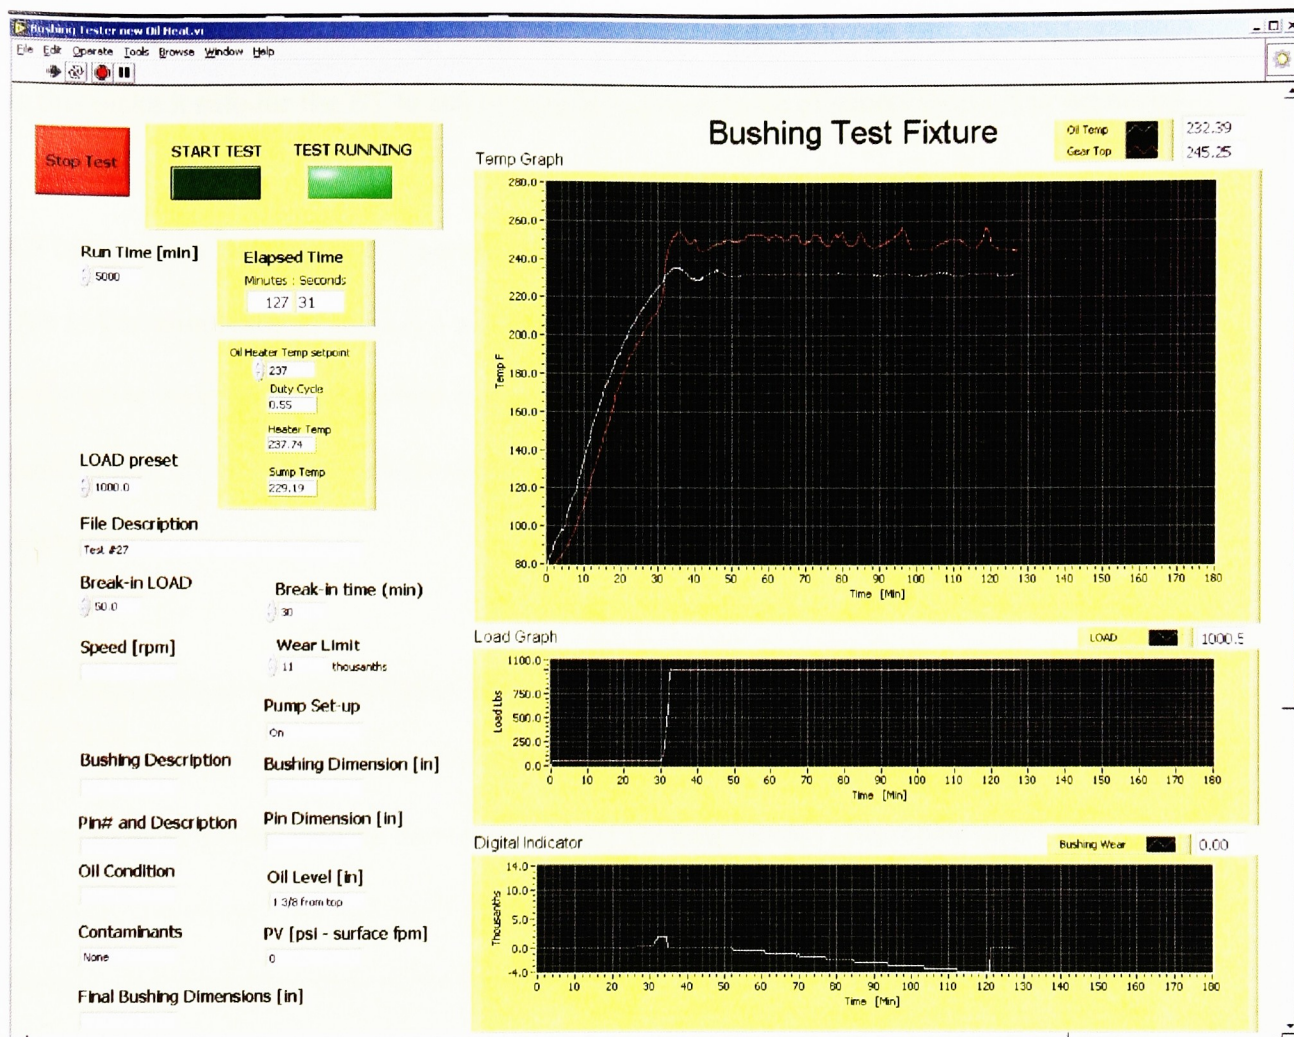 Bushing Tester new Oil Heat.vi
File Edit Operate Tools Browse Window Help
Stop Test
START TEST
TEST RUNNING
Run Time [min]
5000
Elapsed Time
Minutes : Seconds
127 31
Oil Heater Temp setpoint
237
Duty Cycle
0.55
Heater Temp
237.74
Sump Temp
229.19
LOAD preset
1000.0
File Description
Test #27
Break-in LOAD
50.0
Break-in time (min)
30
Speed [rpm]
Wear Limit
11 thousanths
Pump Set-up
On
Bushing Description
Bushing Dimension [in]
Pin# and Description
Pin Dimension [in]
Oil Condition
Oil Level [in]
1 3/8 from top
Contaminants
None
PV [psi - surface fpm]
0
Final Bushing Dimensions [in]
Bushing Test Fixture
Oil Temp 232.39
Gear Top 245.25
Temp Graph
280.0
260.0
240.0
220.0
200.0
180.0
160.0
140.0
120.0
100.0
80.0
Temp F
0 10 20 30 40 50 60 70 80 90 100 110 120 130 140 150 160 170 180
Time [Min]
Load Graph
LOAD 1000.5
1100.0
750.0
500.0
250.0
0.0
Load Lbs
0 10 20 30 40 50 60 70 80 90 100 110 120 130 140 150 160 170 180
Time [Min]
Digital Indicator
Bushing Wear 0.00
14.0
10.0
5.0
0.0
-4.0
Thousanths
0 10 20 30 40 50 60 70 80 90 100 110 120 130 140 150 160 170 180
Time [Min]